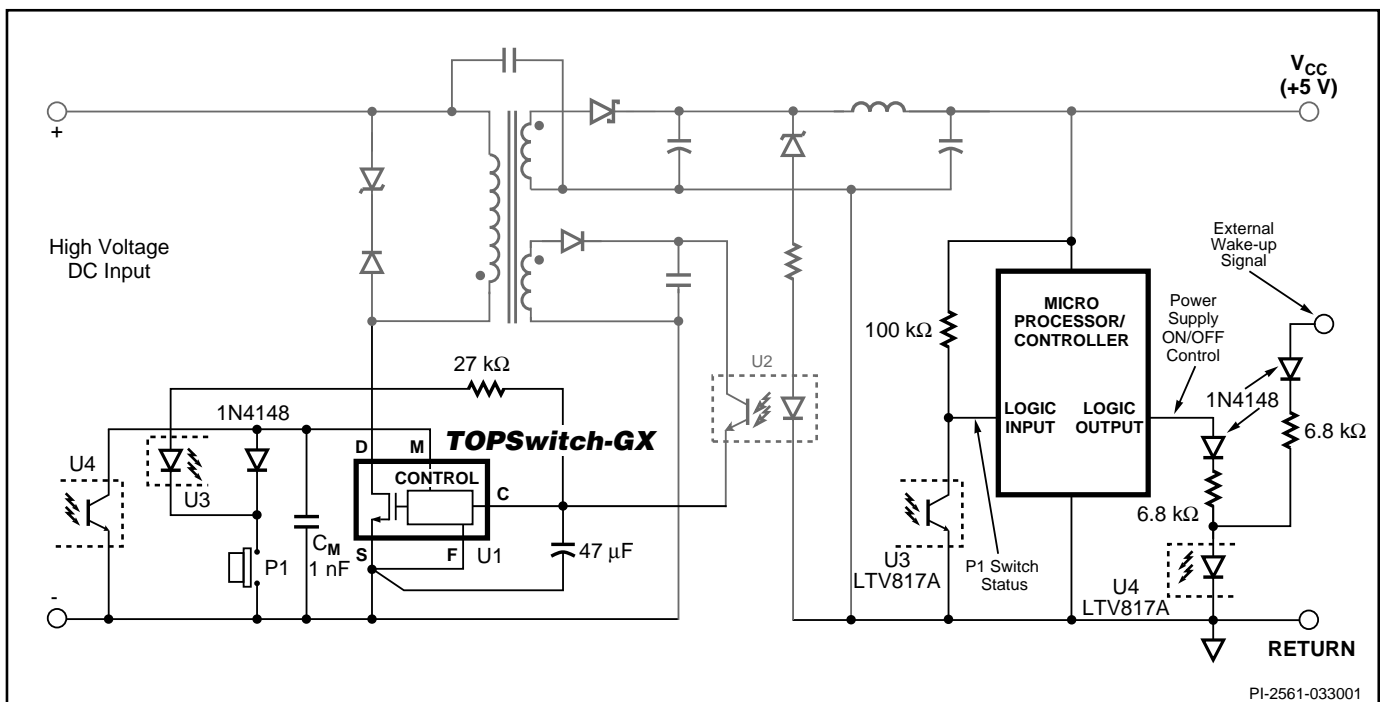 V_CC
(+5 V)
+
High Voltage
DC Input
External
Wake-up
Signal
MICRO
PROCESSOR/
CONTROLLER
Power
Supply
ON/OFF
Control
100 kΩ
27 kΩ
U2
1N4148
1N4148
LOGIC
INPUT
LOGIC
OUTPUT
6.8 kΩ
TOPSwitch-GX
D
M
CONTROL
C
U4
U3
6.8 kΩ
C_M
1 nF
S
F
U1
47 µF
P1
U3
LTV817A
P1 Switch
Status
U4
LTV817A
-
RETURN
PI-2561-033001